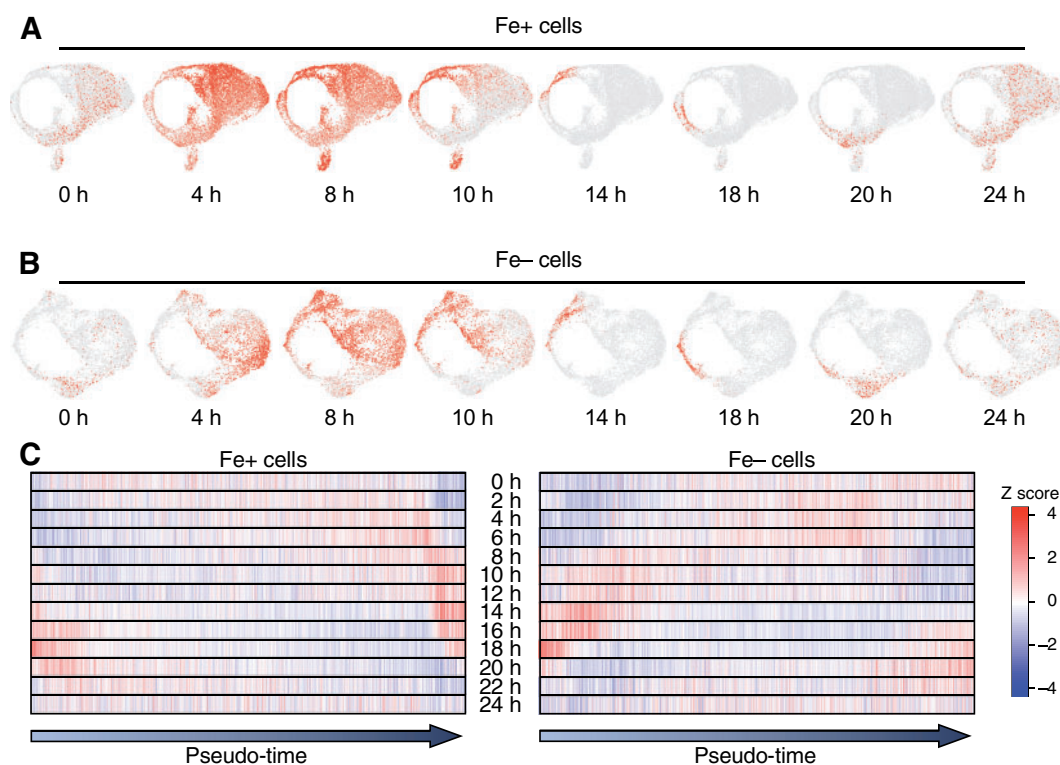 A
Fe+ cells
0 h 4 h 8 h 10 h 14 h 18 h 20 h 24 h
B
Fe– cells
0 h 4 h 8 h 10 h 14 h 18 h 20 h 24 h
C
Fe+ cells Fe– cells
0 h
2 h
4 h
6 h
8 h
10 h
12 h
14 h
16 h
18 h
20 h
22 h
24 h
Z score
4
2
0
–2
–4
Pseudo-time Pseudo-time